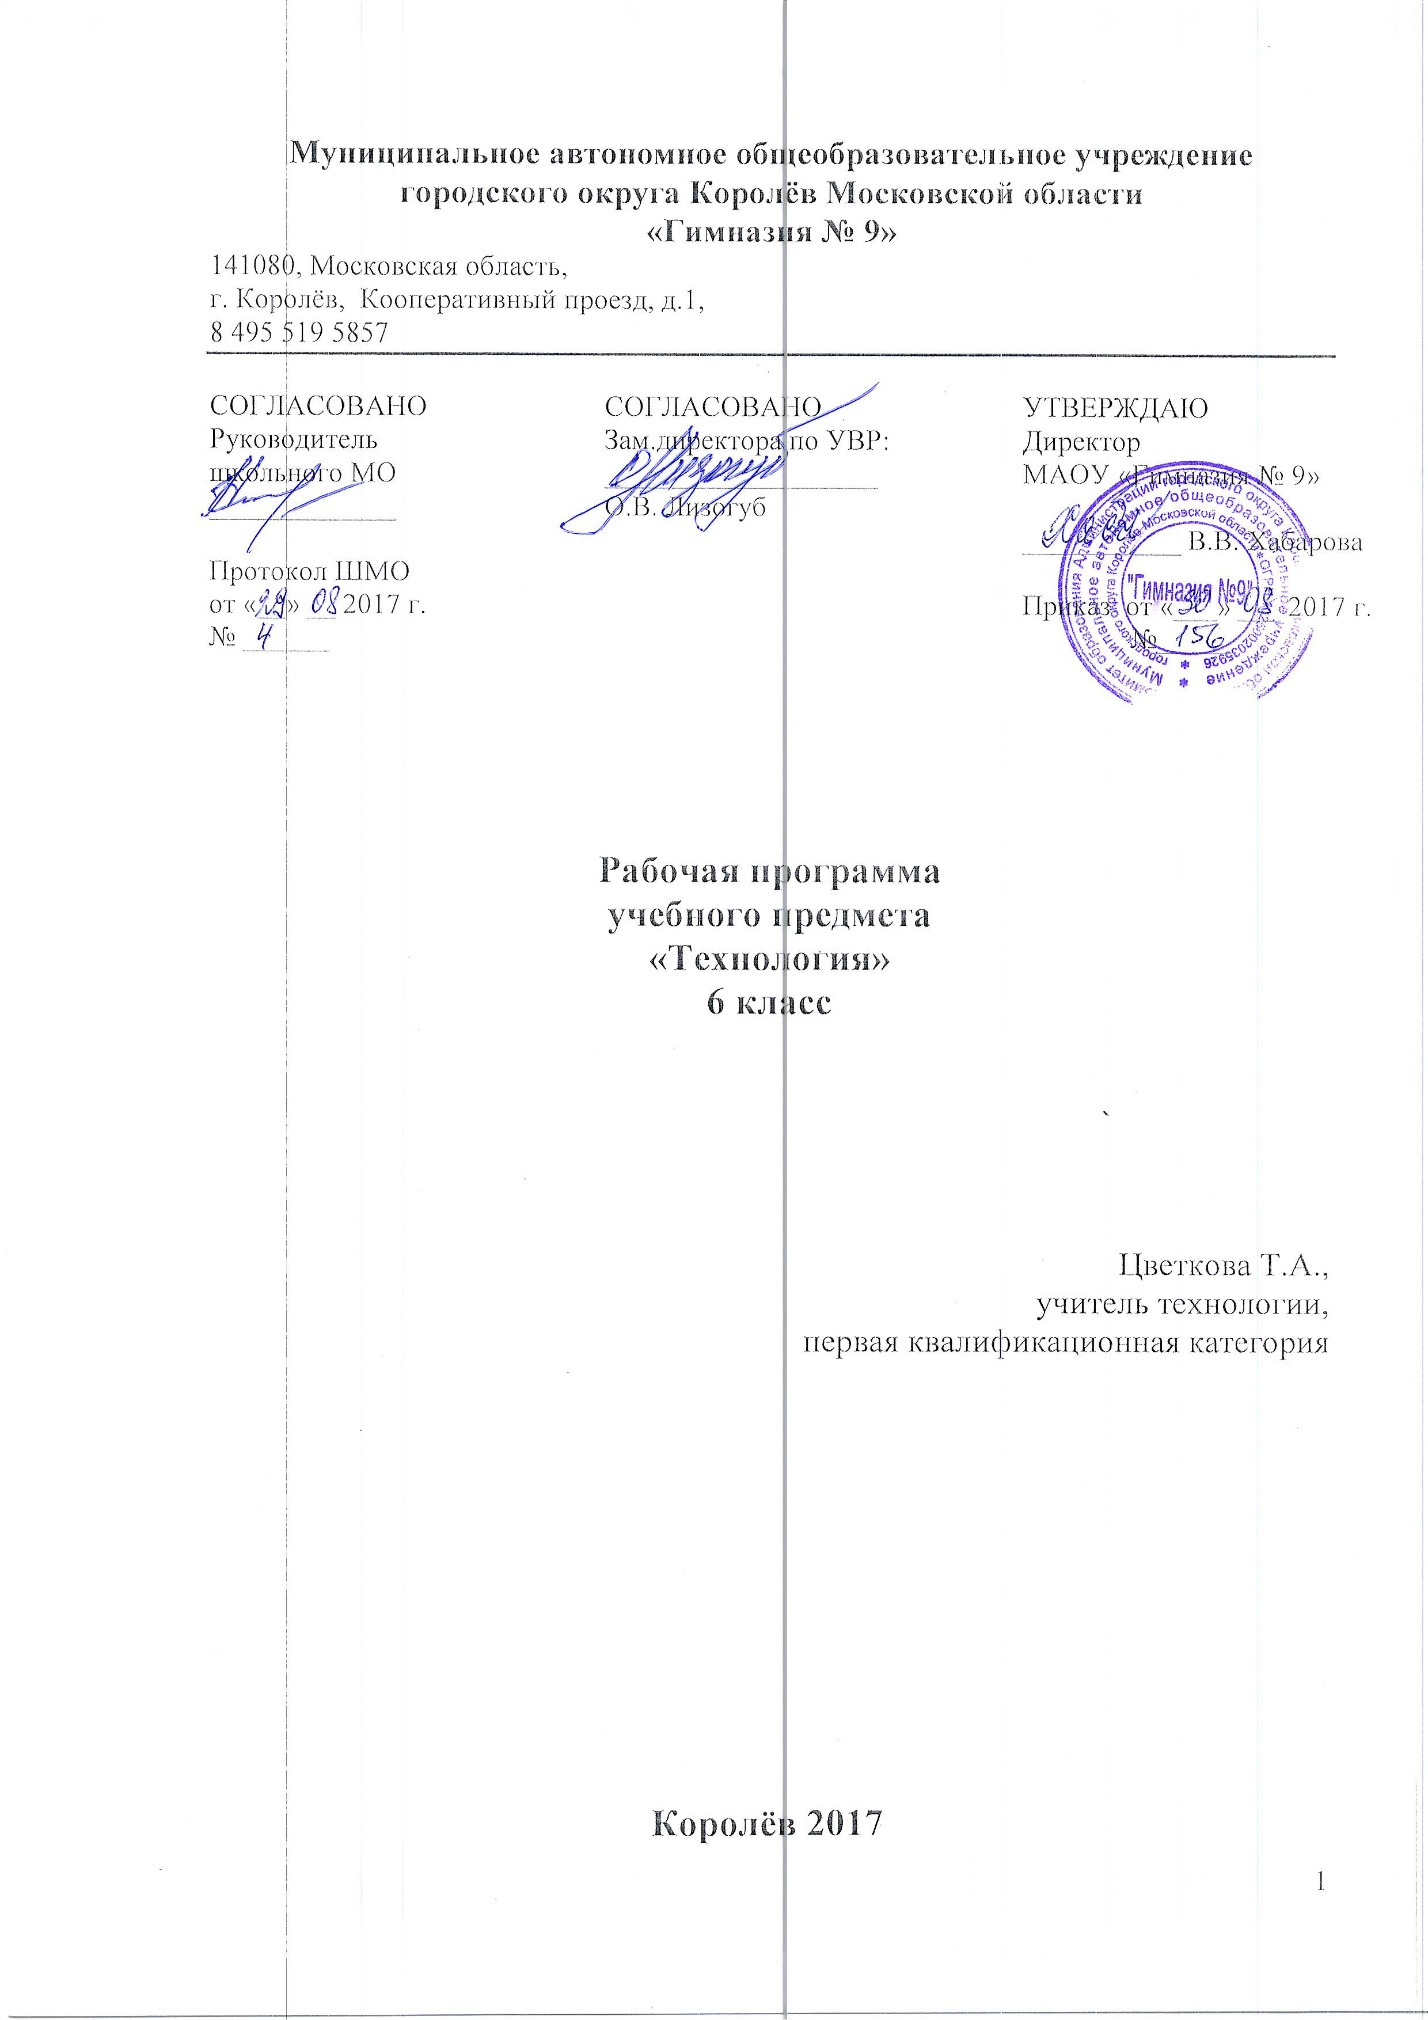 Муниципальное автономное общеобразовательное учреждение
городского округа Королёв Московской области
«Гимназия № 9»
141080, Московская область,
г. Королёв, Кооперативный проезд, д.1,
8 495 519 5857
СОГЛАСОВАНО
Руководитель
школьного МО
Протокол ШМО
от «29» 08 2017 г.
№ 4
СОГЛАСОВАНО
Зам.директора по УВР:
О.В. Лизогуб
УТВЕРЖДАЮ
Директор
МАОУ «Гимназия № 9»
В.В. Хабарова
Приказ от «30» 08 2017 г.
№ 156
"Гимназия №9"
Рабочая программа
учебного предмета
«Технология»
6 класс
Цветкова Т.А.,
учитель технологии,
первая квалификационная категория
Королёв 2017
1